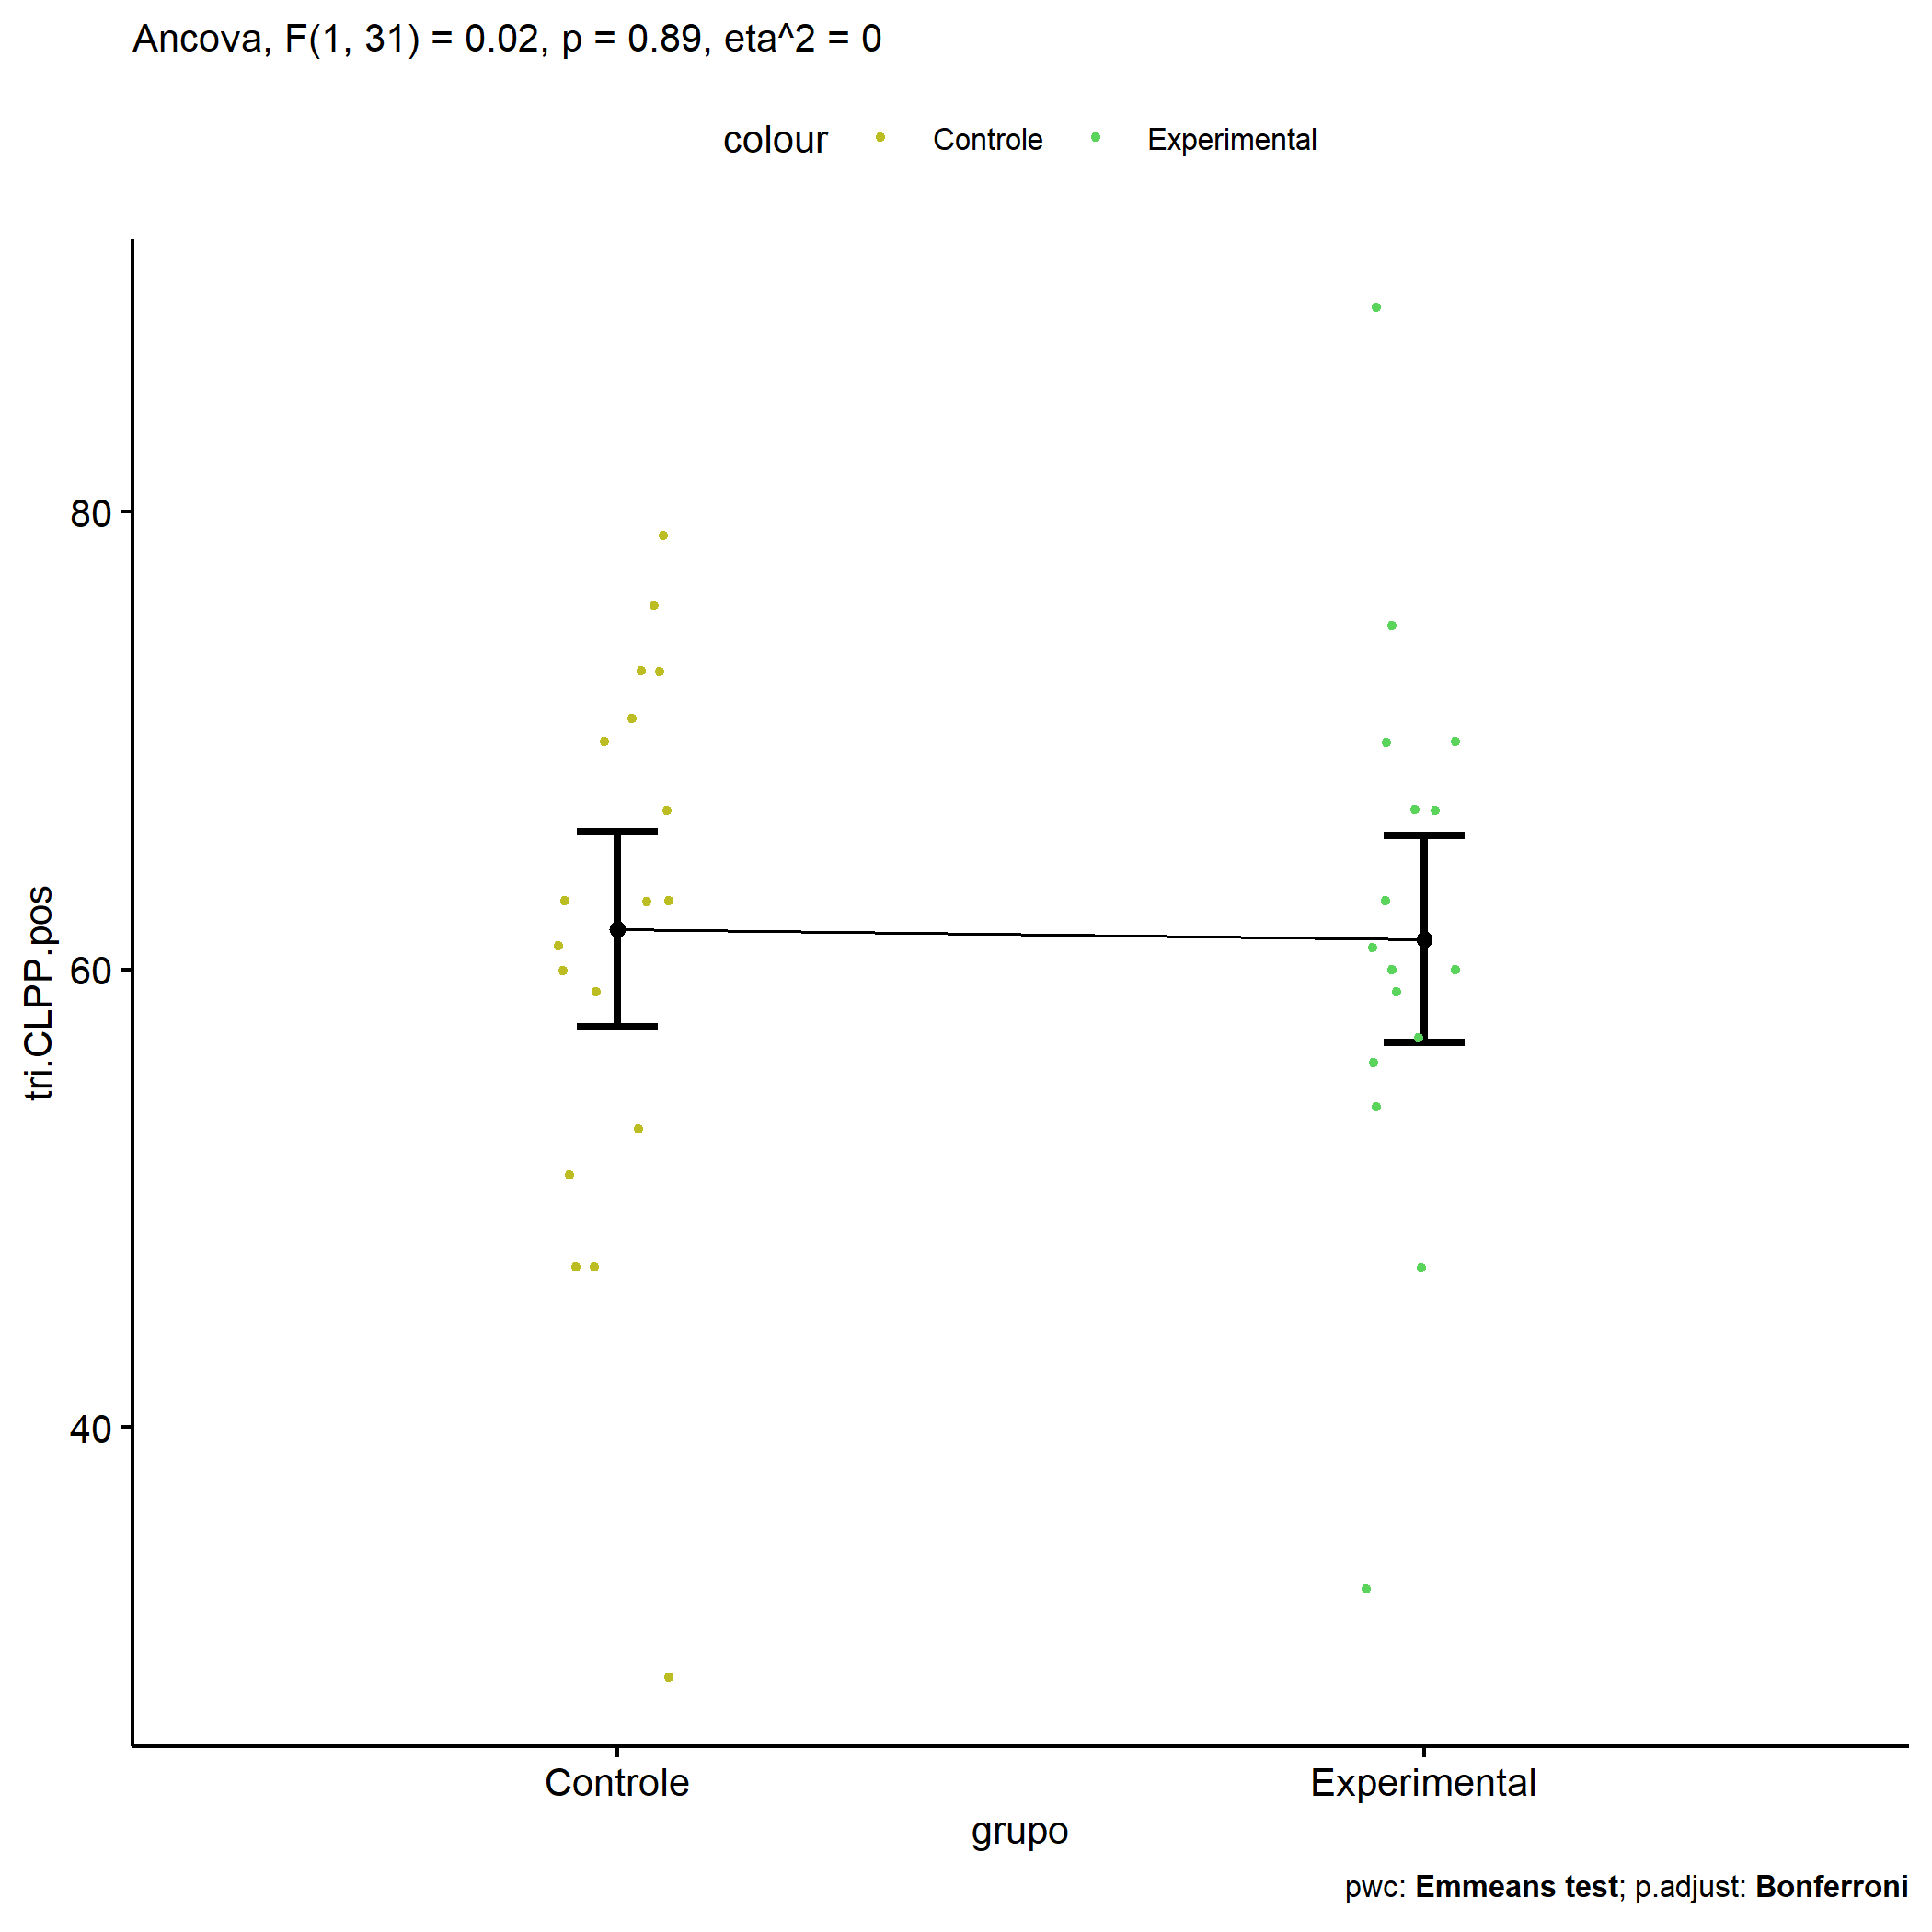 Ancova, F(1, 31) = 0.02, p = 0.89, eta^2 = 0
colour Controle Experimental
80
60
40
tri.CLPP.pos
Controle Experimental
grupo
pwc: Emmeans test; p.adjust: Bonferroni